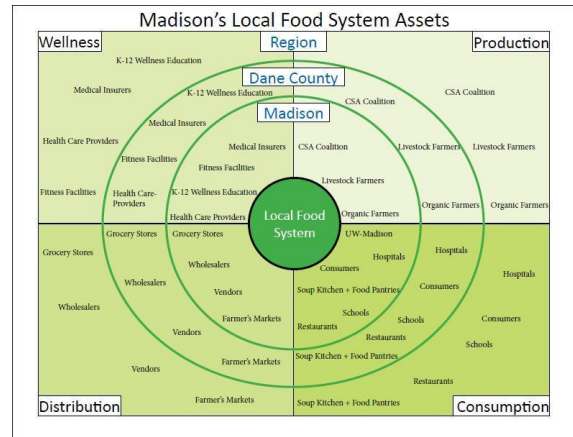 Madison's Local Food System Assets
Wellness
Region
Production
K-12 Wellness Education
Dane County
Medical Insurers
K-12 Wellness Education
CSA Coalition
CSA Coalition
Madison
Medical Insurers
Health Care Providers
Medical Insurers
CSA Coalition
Livestock Farmers
Livestock Farmers
Fitness Facilities
Fitness Facilities
Livestock Farmers
Fitness Facilities
Health Care-
Providers
K-12 Wellness Education
Organic Farmers
Organic Farmers
Health Care Providers
Local Food
System
Organic Farmers
Grocery Stores
Grocery Stores
UW-Madison
Grocery Stores
Hospitals
Hospitals
Wholesalers
Consumers
Hospitals
Wholesalers
Wholesalers
Vendors
Soup Kitchen + Food Pantries
Consumers
Farmer's Markets
Schools
Schools
Consumers
Vendors
Restaurants
Restaurants
Schools
Farmer's Markets
Soup Kitchen + Food Pantries
Vendors
Restaurants
Farmer's Markets
Soup Kitchen + Food Pantries
Distribution
Consumption